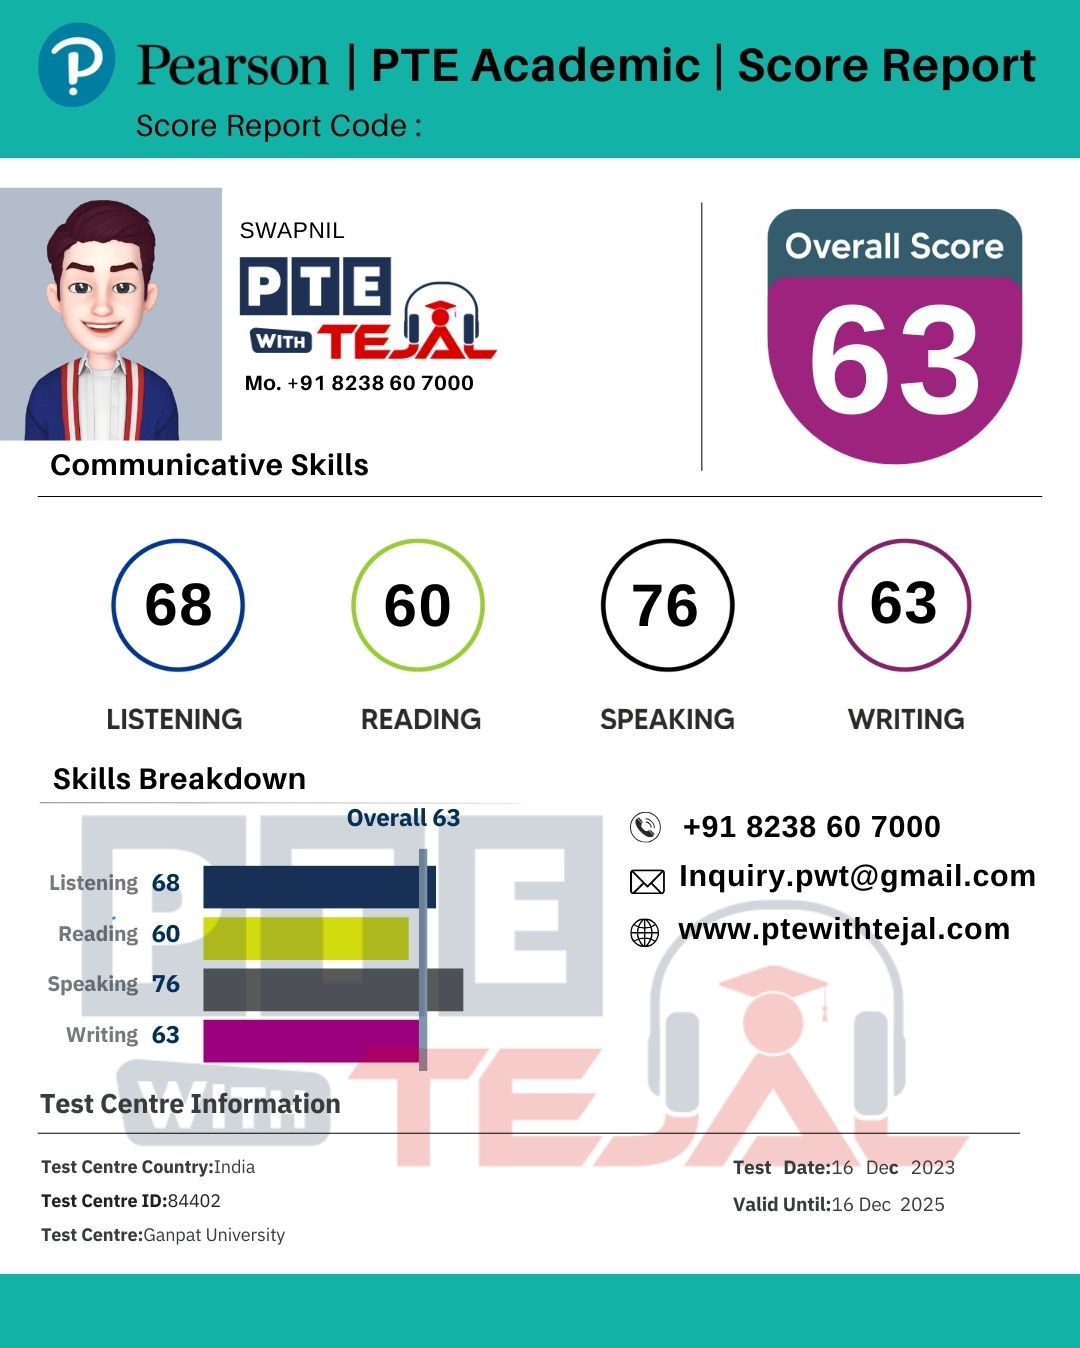 Pearson | PTE Academic | Score Report
Score Report Code :
SWAPNIL
PTE
WITH TEJAL
Mo. +91 8238 60 7000
Overall Score
63
Communicative Skills
68 60 76 63
LISTENING READING SPEAKING WRITING
Skills Breakdown
Overall 63
Listening 68
Reading 60
Speaking 76
Writing 63
+91 8238 60 7000
Inquiry.pwt@gmail.com
www.ptewithtejal.com
PTE
WITH TEJAL
Test Centre Information
Test Centre Country:India
Test Centre ID:84402
Test Centre:Ganpat University
Test Date:16 Dec 2023
Valid Until:16 Dec 2025